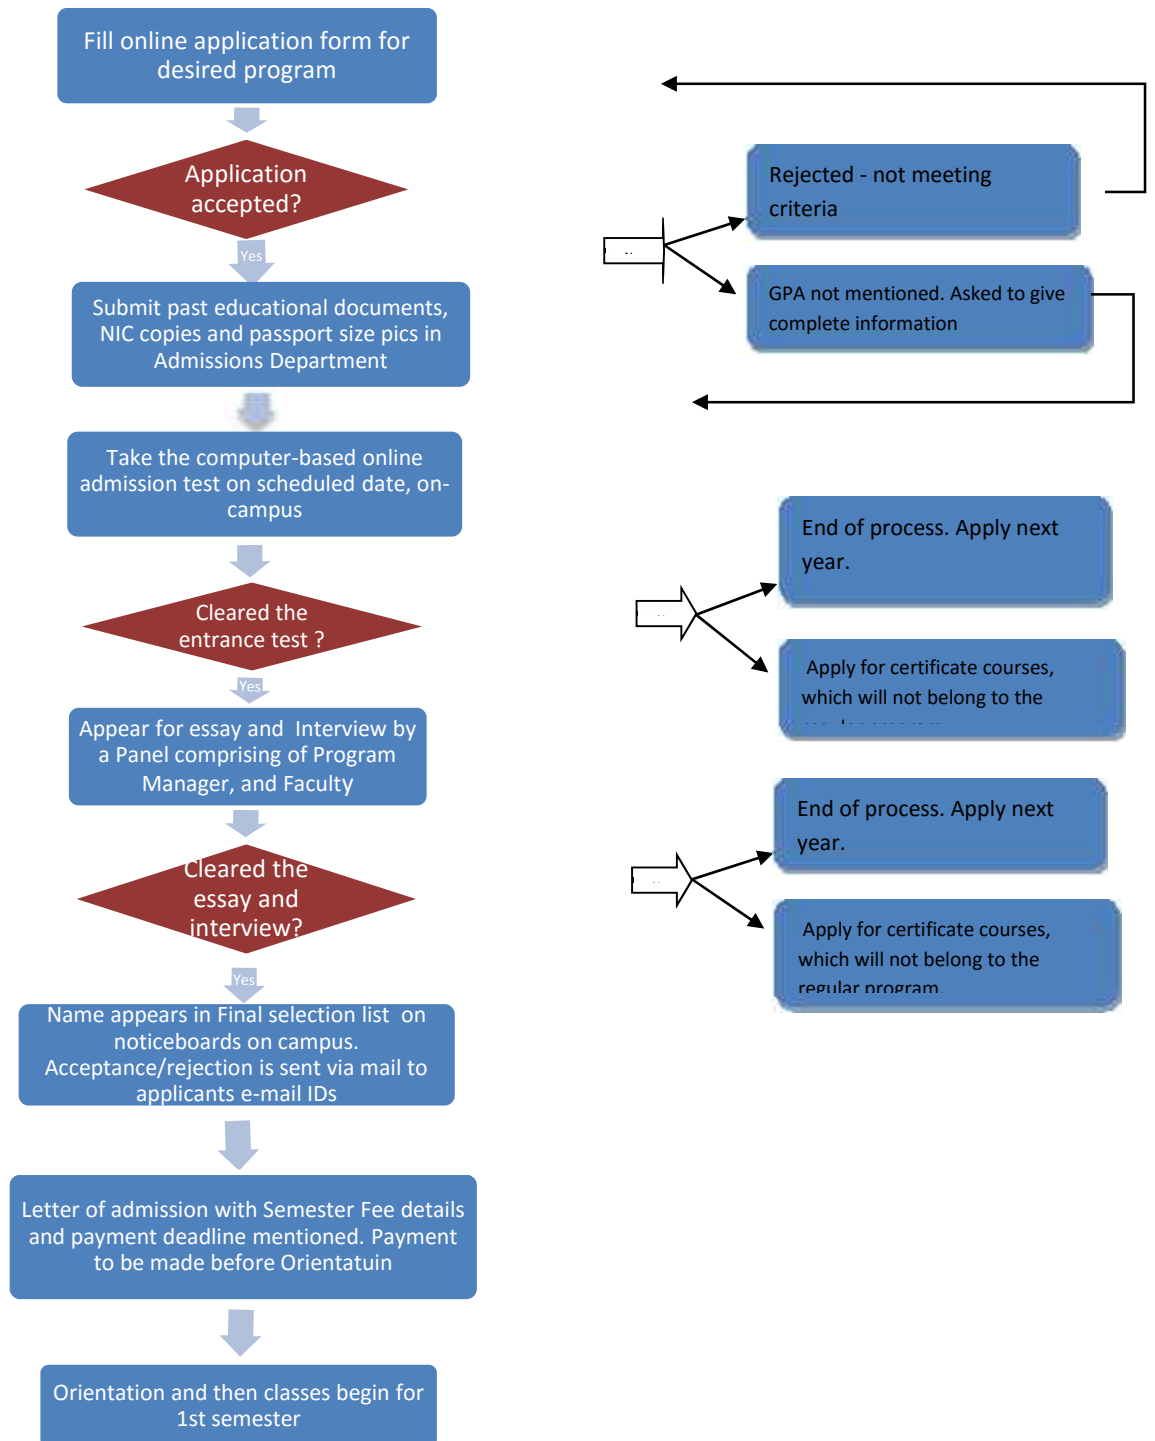 Fill online application form for
desired program
Application
accepted?
Yes
Submit past educational documents,
NIC copies and passport size pics in
Admissions Department
Take the computer-based online
admission test on scheduled date, on-
campus
Cleared the
entrance test ?
Yes
Appear for essay and Interview by
a Panel comprising of Program
Manager, and Faculty
Cleared the
essay and
interview?
Yes
Name appears in Final selection list on
noticeboards on campus.
Acceptance/rejection is sent via mail to
applicants e-mail IDs
Letter of admission with Semester Fee details
and payment deadline mentioned. Payment
to be made before Orientatuin
Orientation and then classes begin for
1st semester
Rejected - not meeting
criteria
GPA not mentioned. Asked to give
complete information
End of process. Apply next
year.
Apply for certificate courses,
which will not belong to the
End of process. Apply next
year.
Apply for certificate courses,
which will not belong to the
regular program.